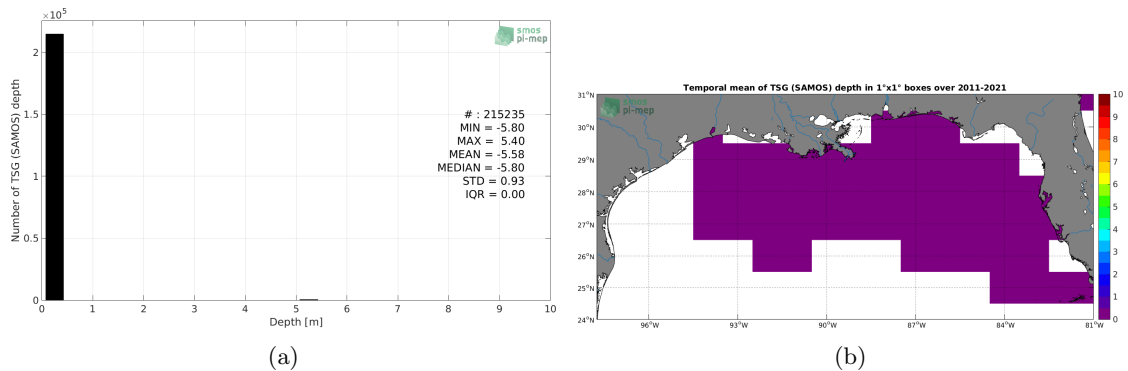 ×10⁵
smos
pi-mep
Number of TSG (SAMOS) depth
2
1.5
1
0.5
0
# : 215235
MIN = -5.80
MAX = 5.40
MEAN = -5.58
MEDIAN = -5.80
STD = 0.93
IQR = 0.00
0 1 2 3 4 5 6 7 8 9 10
Depth [m]
(a)
Temporal mean of TSG (SAMOS) depth in 1°x1° boxes over 2011-2021
smos
pi-mep
31°N
30°N
29°N
28°N
27°N
26°N
25°N
24°N
96°W 93°W 90°W 87°W 84°W 81°W
10
9
8
7
6
5
4
3
2
1
0
(b)